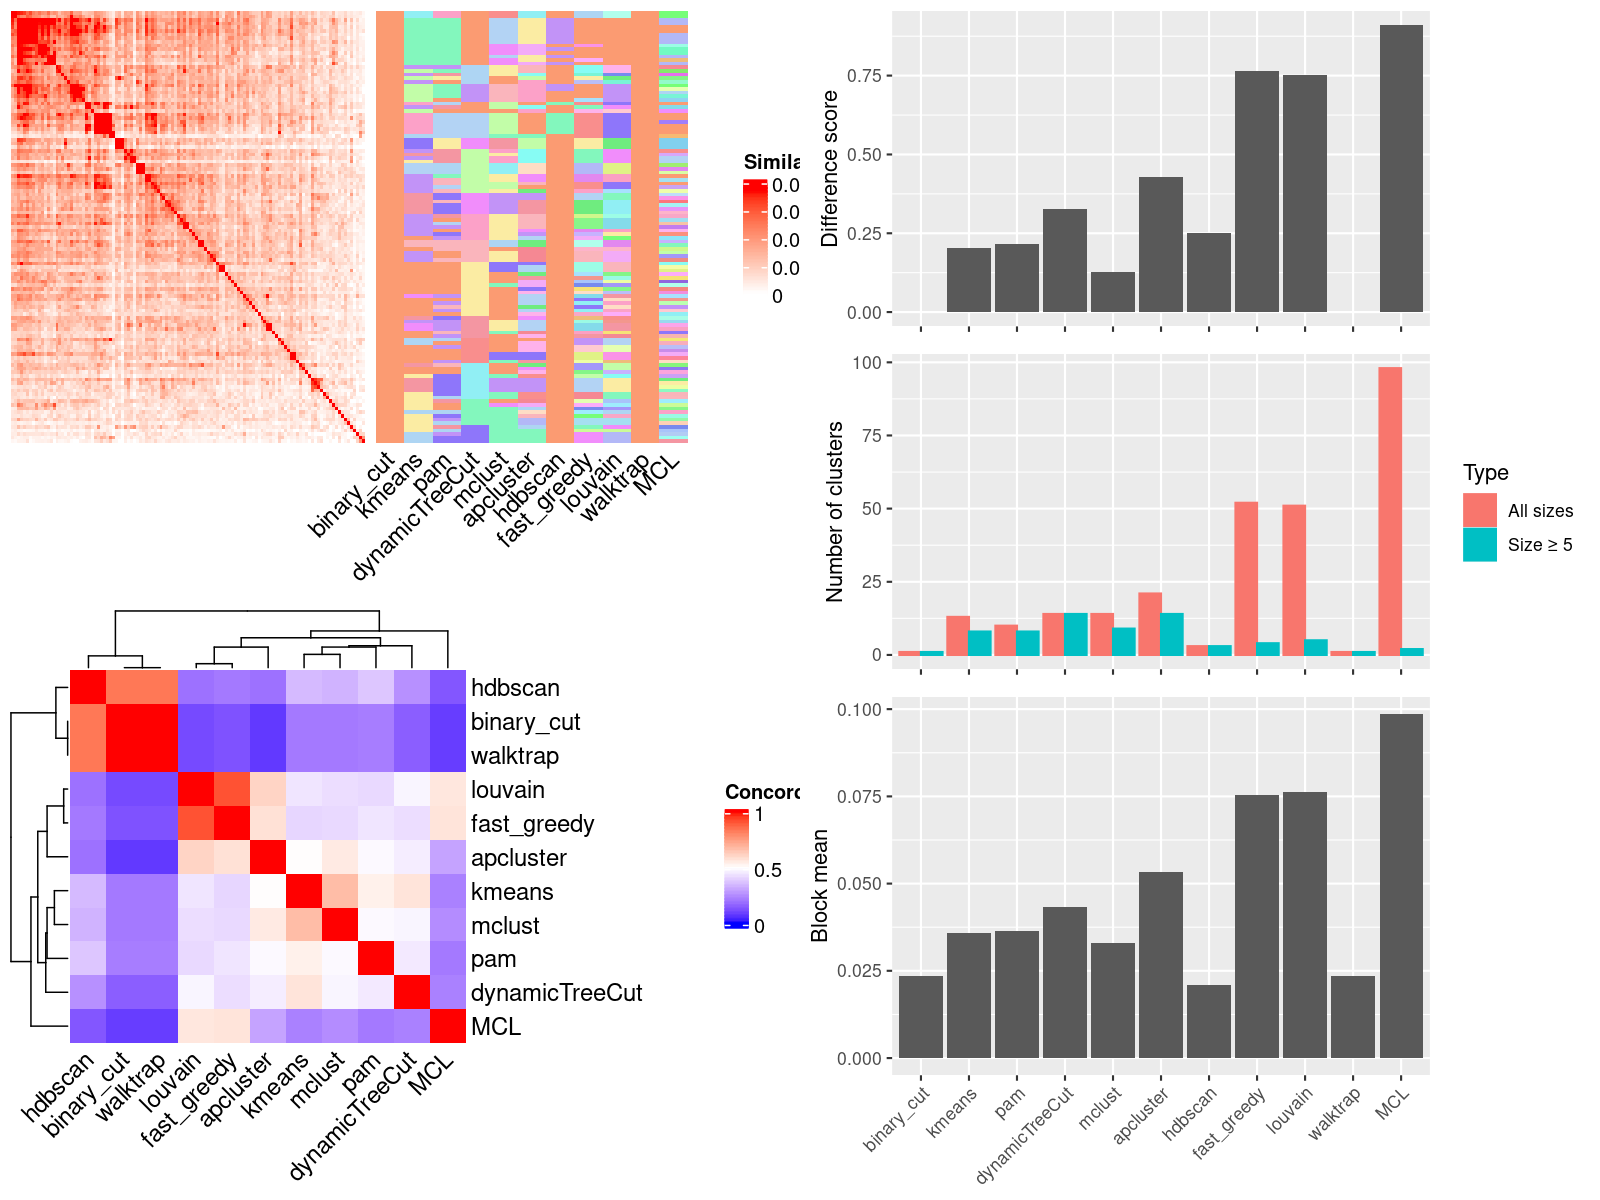 Simila
0.0
0.0
0.0
0.0
0
binary_cut
kmeans
pam
dynamicTreeCut
mclust
apcluster
hdbscan
fast_greedy
louvain
walktrap
MCL
hdbscan
binary_cut
walktrap
louvain
fast_greedy
apcluster
kmeans
mclust
pam
dynamicTreeCut
MCL
hdbscan
binary_cut
walktrap
louvain
fast_greedy
apcluster
kmeans
mclust
pam
dynamicTreeCut
MCL
Concord
1
0.5
0
Difference score
0.75
0.50
0.25
0.00
Number of clusters
100
75
50
25
0
Type
All sizes
Size ≥ 5
Block mean
0.100
0.075
0.050
0.025
0.000
binary_cut
kmeans
pam
dynamicTreeCut
mclust
apcluster
hdbscan
fast_greedy
louvain
walktrap
MCL